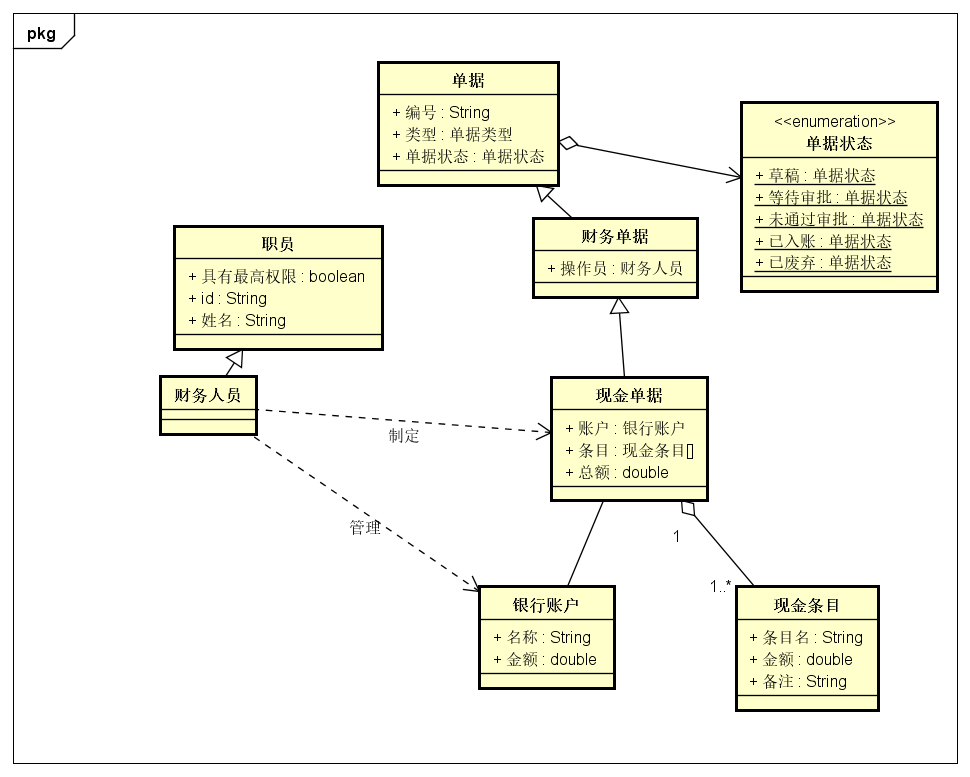 pkg
单据
+ 编号 : String
+ 类型 : 单据类型
+ 单据状态 : 单据状态
<<enumeration>>
单据状态
+ 草稿 : 单据状态
+ 等待审批 : 单据状态
+ 未通过审批 : 单据状态
+ 已入账 : 单据状态
+ 已废弃 : 单据状态
财务单据
+ 操作员 : 财务人员
职员
+ 具有最高权限 : boolean
+ id : String
+ 姓名 : String
财务人员
现金单据
+ 账户 : 银行账户
+ 条目 : 现金条目[]
+ 总额 : double
制定
管理
1
1..*
银行账户
+ 名称 : String
+ 金额 : double
现金条目
+ 条目名 : String
+ 金额 : double
+ 备注 : String